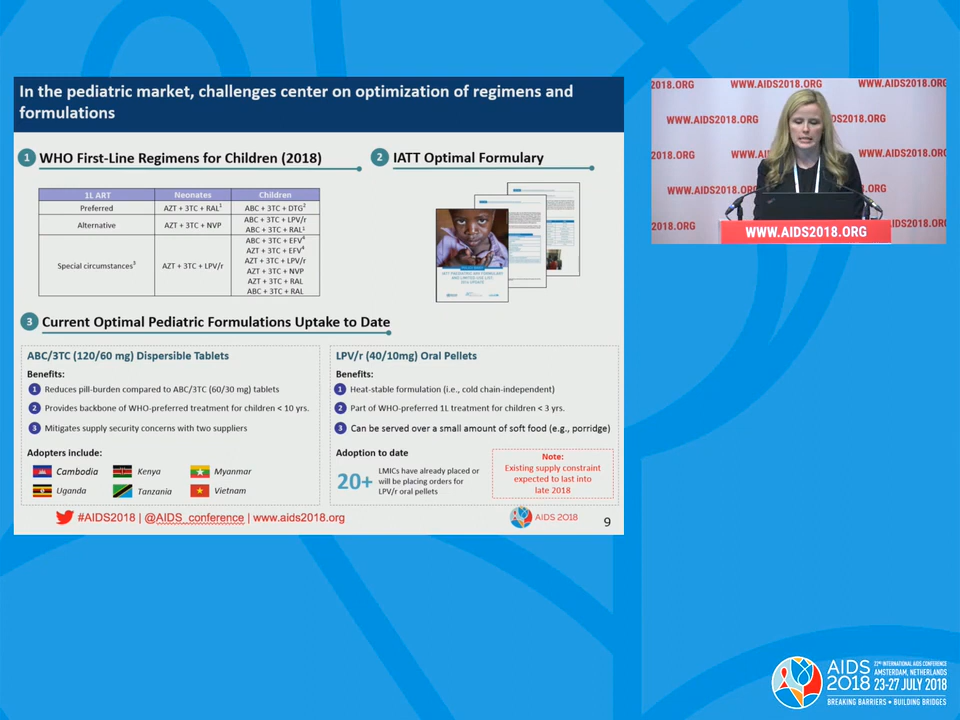 In the pediatric market, challenges center on optimization of regimens and
formulations
1 WHO First-Line Regimens for Children (2018)
2 IATT Optimal Formulary
1L ART Neonates Children
Preferred AZT + 3TC + RAL1 ABC + 3TC + DTG2
Alternative AZT + 3TC + NVP ABC + 3TC + LPV/r
ABC + 3TC + RAL1
Special circumstances3 AZT + 3TC + LPV/r ABC + 3TC + EFV4
AZT + 3TC + EFV4
AZT + 3TC + LPV/r
AZT + 3TC + NVP
AZT + 3TC + RAL
ABC + 3TC + RAL
3 Current Optimal Pediatric Formulations Uptake to Date
ABC/3TC (120/60 mg) Dispersible Tablets
Benefits:
1 Reduces pill-burden compared to ABC/3TC (60/30 mg) tablets
2 Provides backbone of WHO-preferred treatment for children < 10 yrs.
3 Mitigates supply security concerns with two suppliers
Adopters include:
Cambodia Kenya Myanmar
Uganda Tanzania Vietnam
LPV/r (40/10mg) Oral Pellets
Benefits:
1 Heat-stable formulation (i.e., cold chain-independent)
2 Part of WHO-preferred 1L treatment for children < 3 yrs.
3 Can be served over a small amount of soft food (e.g., porridge)
Adoption to date
20+
LMICs have already placed or
will be placing orders for
LPV/r oral pellets
Note:
Existing supply constraint
expected to last into
late 2018
#AIDS2018 | @AIDS_conference | www.aids2018.org
AIDS 2018
9
2018.ORG WWW.AIDS2018.ORG WWW.AIDS2018.ORG
WWW.AIDS2018.ORG DS2018.ORG
2018.ORG WWW.AI WWW.AIDS2018.ORG
WWW.AIDS2018 .ORG
2018.ORG IDS2018.ORG
WWW.AIDS2018.ORG
AIDS
2018
22ND INTERNATIONAL AIDS CONFERENCE
AMSTERDAM, NETHERLANDS
23-27 JULY 2018
BREAKING BARRIERS • BUILDING BRIDGES